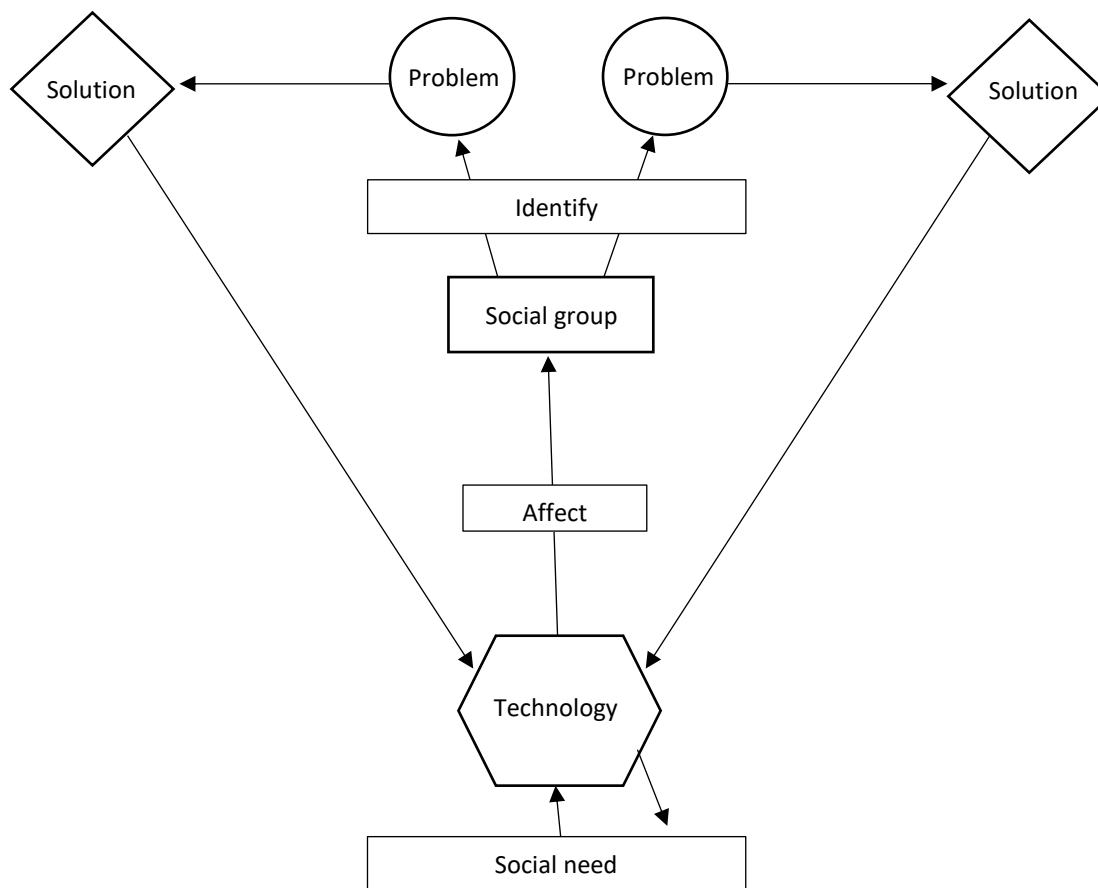 Solution
Problem
Problem
Solution
Identify
Social group
Affect
Technology
Social need